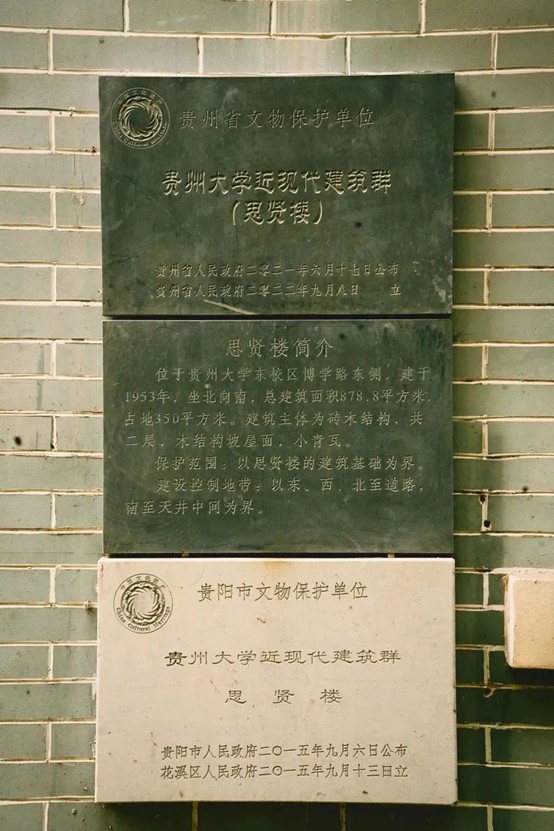 贵州省文物保护单位
贵州大学近现代建筑群
(思贤楼)
贵州省人民政府二〇二一年六月十七日公布
贵州省人民政府二〇二二年九月八日 立
思贤楼简介
位于贵州大学东校区博学路东侧，建于
1953年，坐北向南，总建筑面积878.8平方米，
占地350平方米。建筑主体为砖木结构，共
二层，木结构坡屋面，小青瓦。
保护范围：以思贤楼的建筑基础为界。
建设控制地带：以东、西、北至道路，
南至天井中间为界。
China Cultural Heritage
贵阳市文物保护单位
贵州大学近现代建筑群
思贤楼
贵阳市人民政府二〇一五年九月六日公布
花溪区人民政府二〇一五年九月十三日立